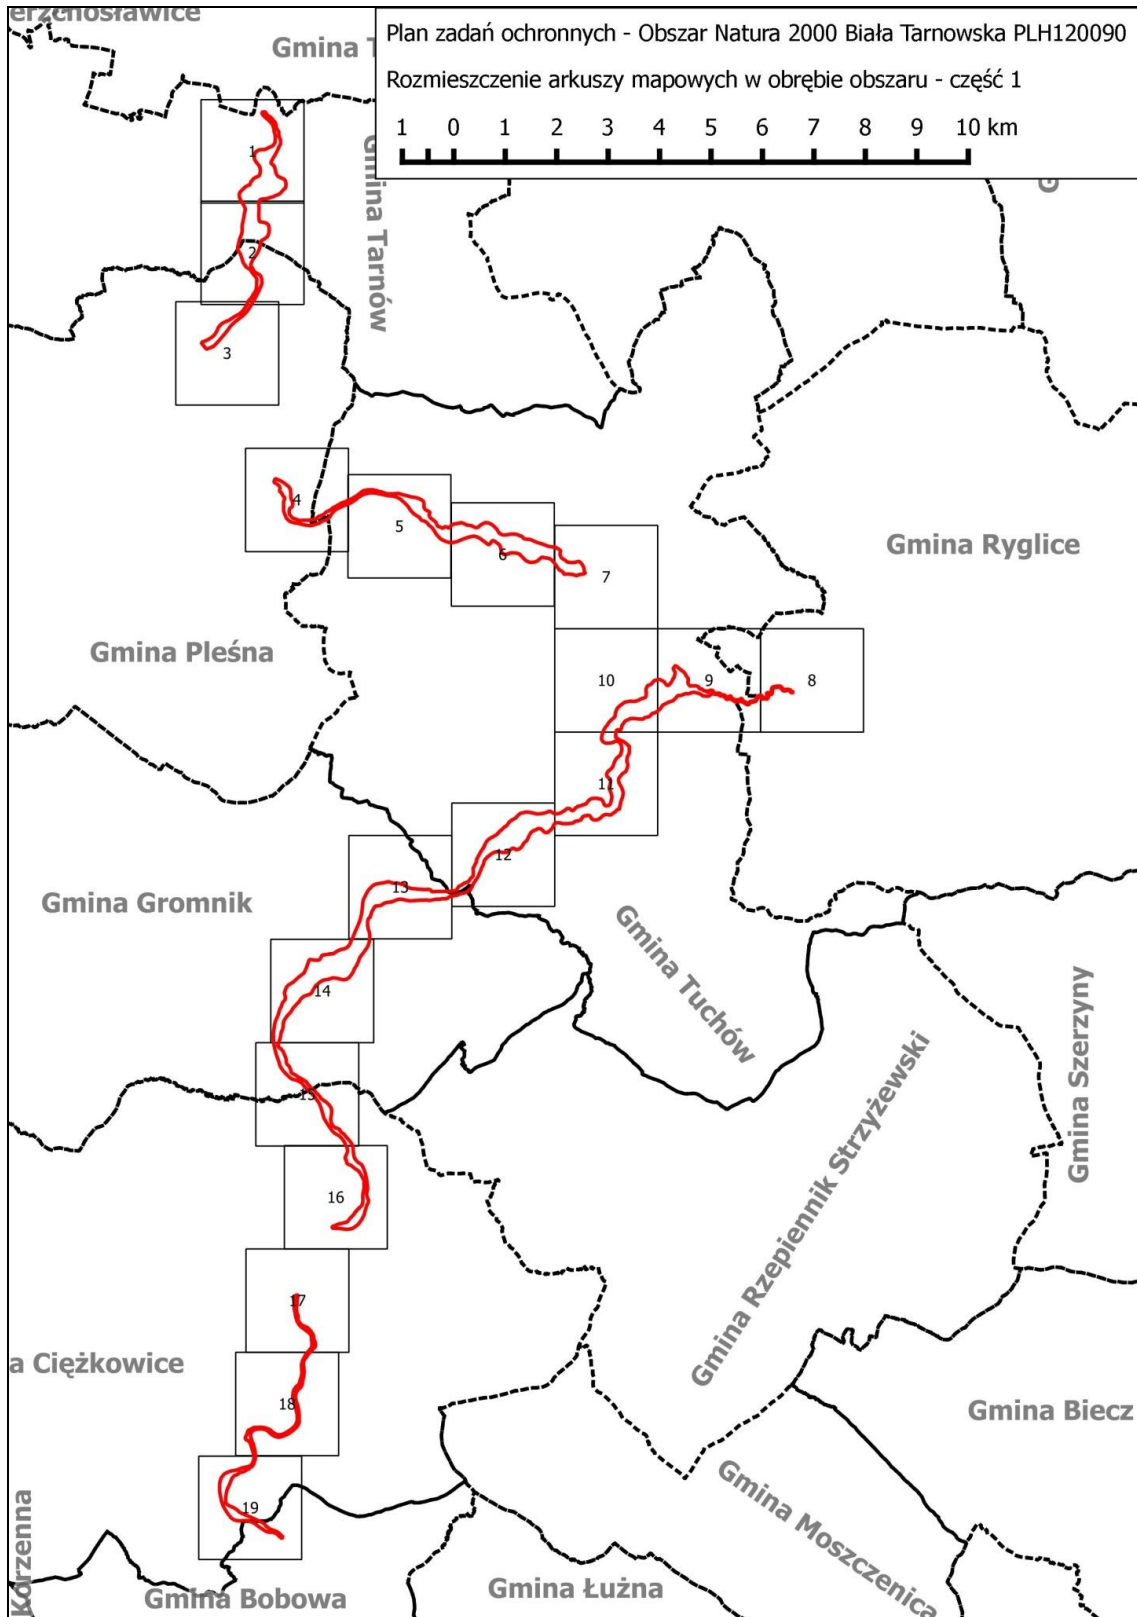 erzchosławice
Gmina T
Plan zadań ochronnych - Obszar Natura 2000 Biała Tarnowska PLH120090
Rozmieszczenie arkuszy mapowych w obrębie obszaru - część 1
1 0 1 2 3 4 5 6 7 8 9 10 km
1
Gmina Tarnów
G
2
3
4
5
6
7
Gmina Ryglice
Gmina Pleśna
10
9
8
11
12
13
Gmina Gromnik
Gmina Tuchów
14
Gmina Szerzyny
15
Gmina Rzepiennik Strzyżewski
16
17
a Ciężkowice
18
Gmina Biecz
19
Gmina Moszczenica
Korzenna
Gmina Bobowa
Gmina Łużna